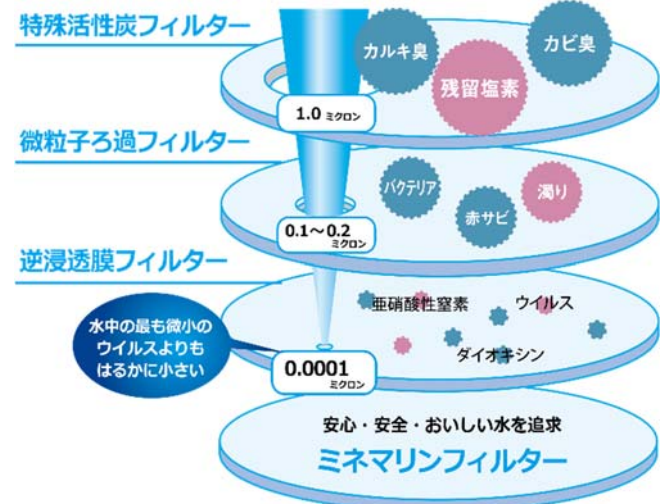 特殊活性炭フィルター
カルキ臭
カビ臭
残留塩素
1.0 ミクロン
微粒子ろ過フィルター
バクテリア
濁り
赤サビ
0.1～0.2
ミクロン
逆浸透膜フィルター
亜硝酸性窒素
ウイルス
ダイオキシン
水中の最も微小の
ウイルスよりも
はるかに小さい
0.0001
ミクロン
安心・安全・おいしい水を追求
ミネマリンフィルター